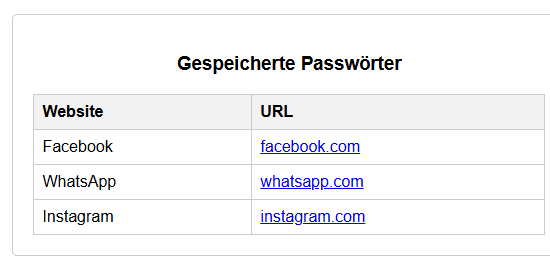 Gespeicherte Passwörter
Website URL
Facebook facebook.com
WhatsApp whatsapp.com
Instagram instagram.com